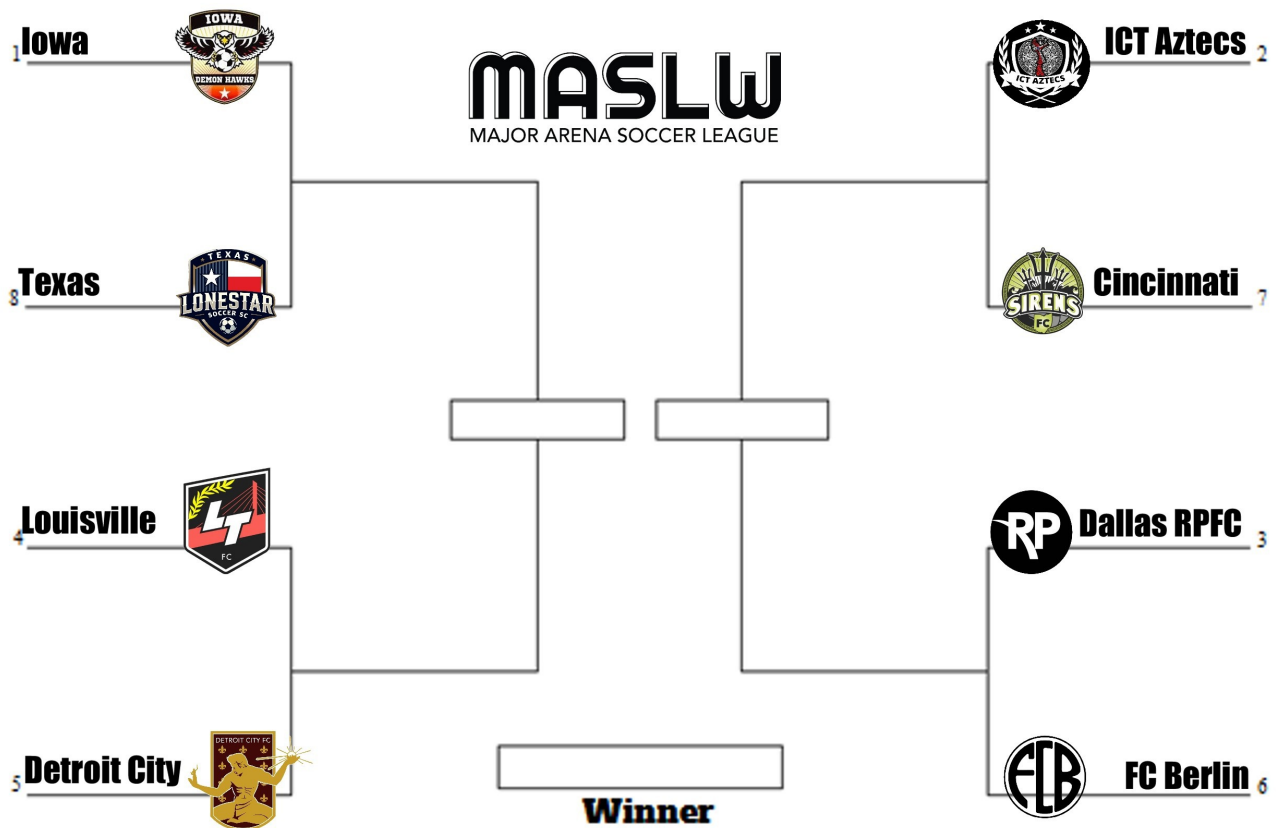 1 Iowa
IOWA
DEMON HAWKS
MASLW
MAJOR ARENA SOCCER LEAGUE
ICT AZTECS
ICT Aztecs 2
8 Texas
TEXAS
LONESTAR
SOCCER SC
SIRENS
FC
Cincinnati 7
4 Louisville
LT
FC
RP
Dallas RPFC 3
5 Detroit City
DETROIT CITY FC
FCB
FC Berlin 6
Winner